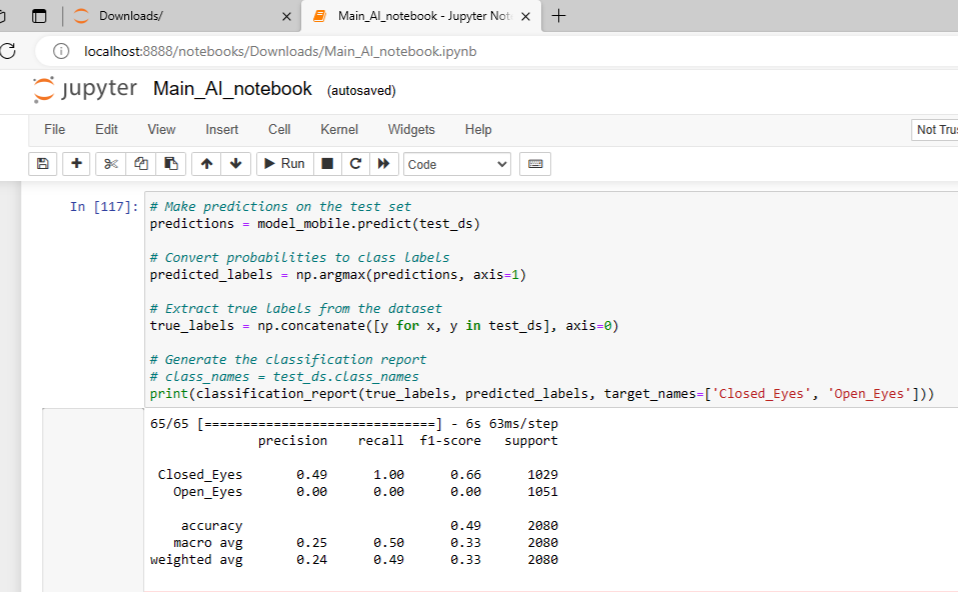 Downloads/
Main_AI_notebook - Jupyter Not
localhost:8888/notebooks/Downloads/Main_AI_notebook.ipynb
jupyter Main_AI_notebook (autosaved)
File Edit View Insert Cell Kernel Widgets Help
Not Trus
Run
Code
In [117]:
# Make predictions on the test set
predictions = model_mobile.predict(test_ds)
# Convert probabilities to class labels
predicted_labels = np.argmax(predictions, axis=1)
# Extract true labels from the dataset
true_labels = np.concatenate([y for x, y in test_ds], axis=0)
# Generate the classification report
# class_names = test_ds.class_names
print(classification_report(true_labels, predicted_labels, target_names=['Closed_Eyes', 'Open_Eyes']))
65/65 [==============================] - 6s 63ms/step
precision recall f1-score support
Closed_Eyes 0.49 1.00 0.66 1029
Open_Eyes 0.00 0.00 0.00 1051
accuracy 0.49 2080
macro avg 0.25 0.50 0.33 2080
weighted avg 0.24 0.49 0.33 2080